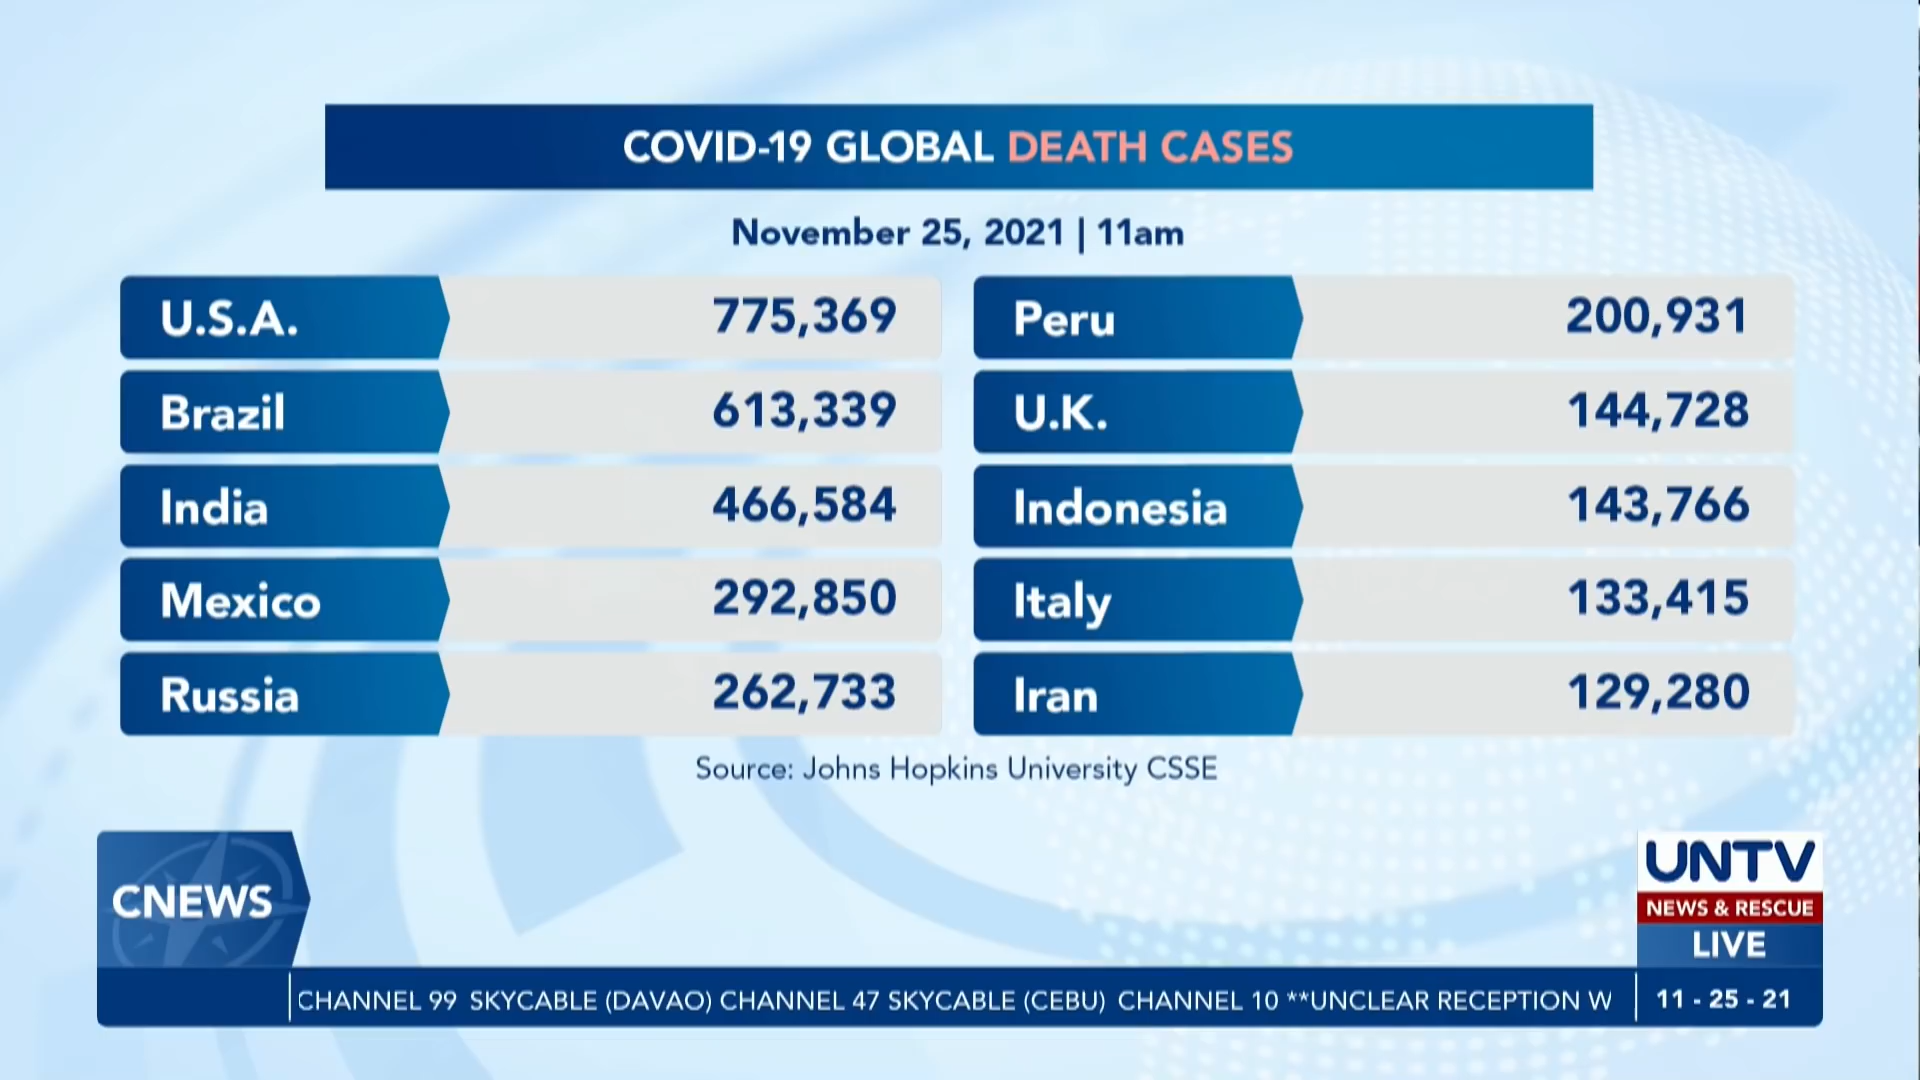 COVID-19 GLOBAL DEATH CASES
November 25, 2021 | 11am
U.S.A. 775,369
Brazil 613,339
India 466,584
Mexico 292,850
Russia 262,733
Peru 200,931
U.K. 144,728
Indonesia 143,766
Italy 133,415
Iran 129,280
Source: Johns Hopkins University CSSE
CNEWS
UNTV
NEWS & RESCUE
LIVE
CHANNEL 99 SKYCABLE (DAVAO) CHANNEL 47 SKYCABLE (CEBU) CHANNEL 10 **UNCLEAR RECEPTION W
11 - 25 - 21